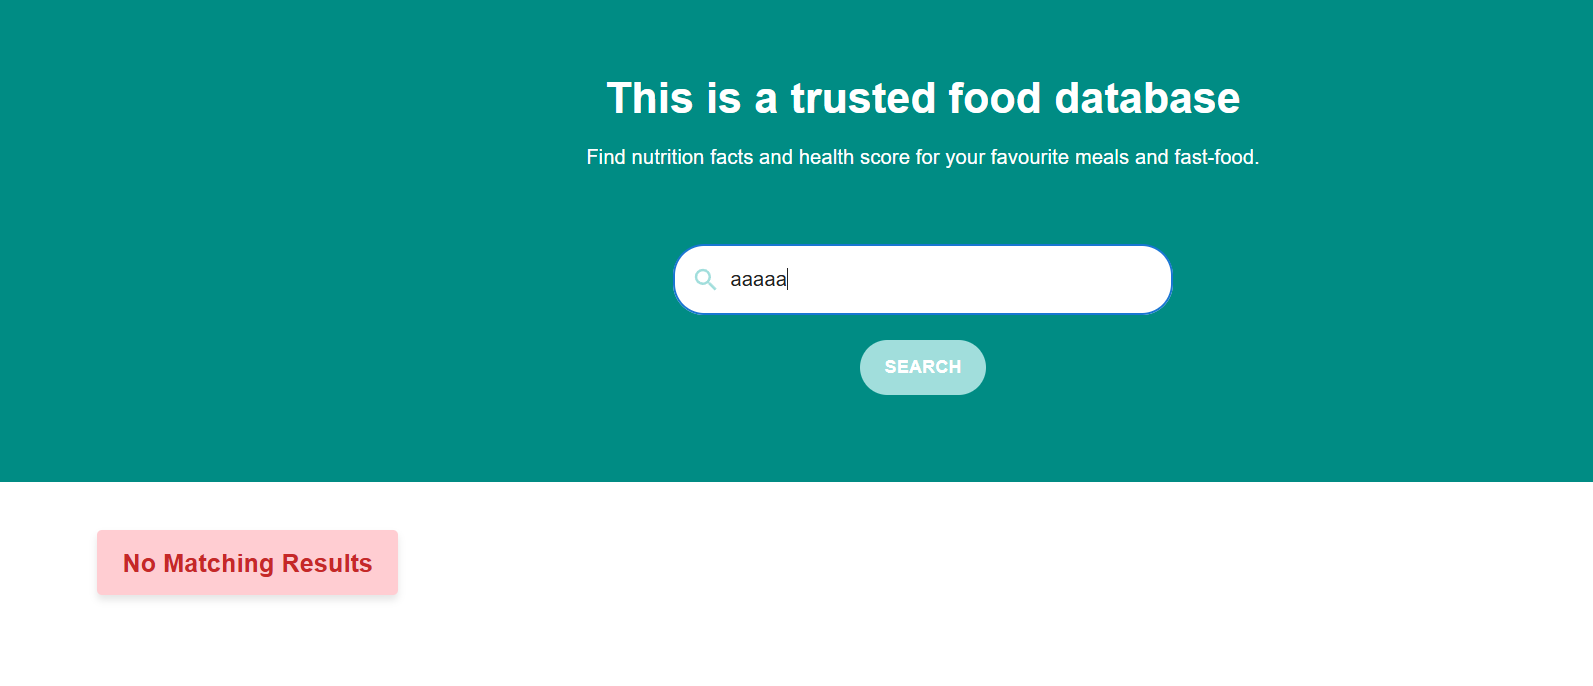 This is a trusted food database
Find nutrition facts and health score for your favourite meals and fast-food.
aaaaa
SEARCH
No Matching Results